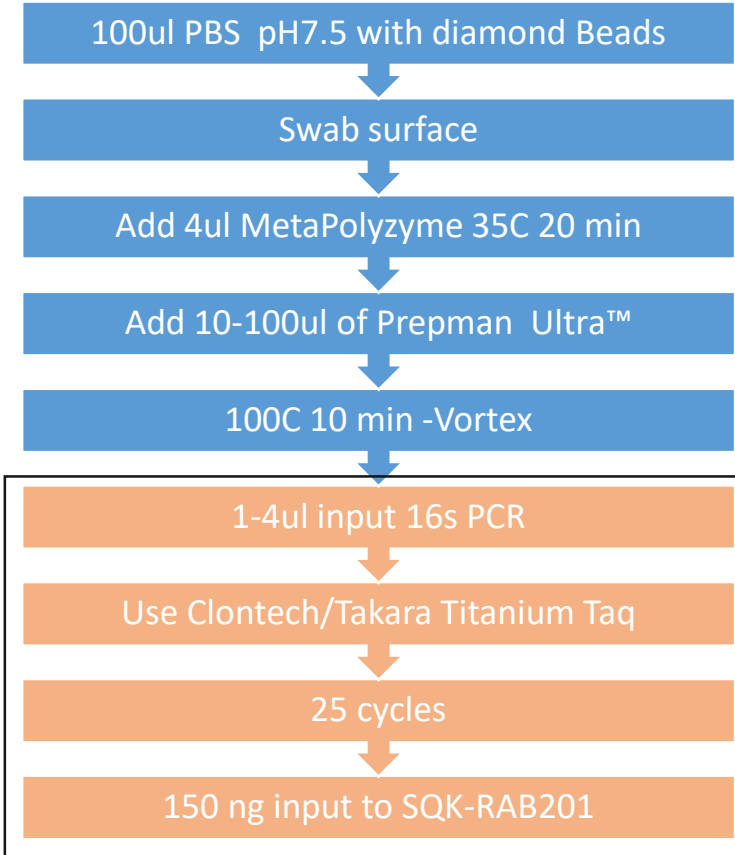 100ul PBS pH7.5 with diamond Beads
Swab surface
Add 4ul MetaPolyzyme 35C 20 min
Add 10-100ul of Prepman Ultra™
100C 10 min -Vortex
1-4ul input 16s PCR
Use Clontech/Takara Titanium Taq
25 cycles
150 ng input to SQK-RAB201